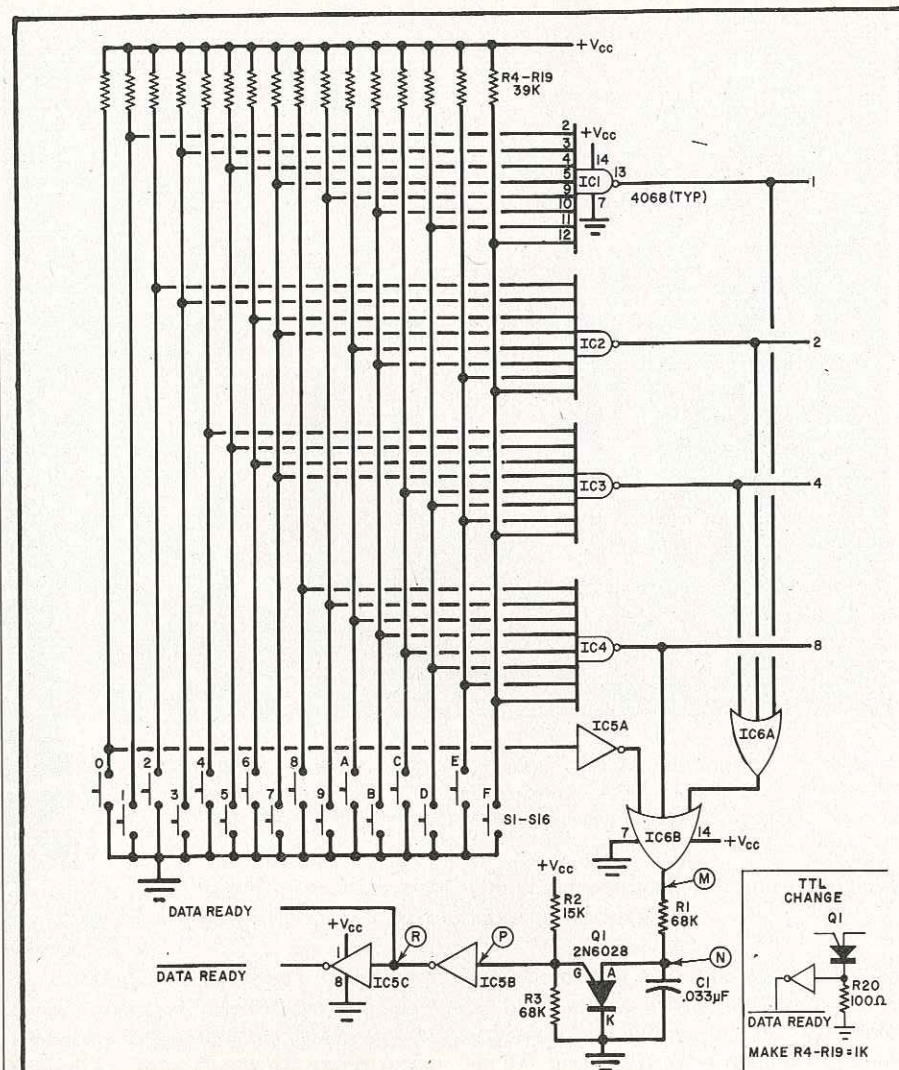 +VCC
R4-R19
39K
2
3
4
5
9
10
11
12
+VCC
14
IC1
13
7
4068 (TYP)
1
IC2
2
IC3
4
IC4
8
IC5A
IC6A
0
2
4
6
8
A
C
E
1
3
5
7
9
B
D
F
S1-S16
7
IC6B
14
+VCC
M
+VCC
R2
15K
R1
68K
DATA READY
+VCC
R
P
Q1
2N6028
N
DATA READY
1
8
IC5C
IC5B
G
A
K
R3
68K
C1
.033µF
TTL
CHANGE
Q1
R20
100Ω
DATA READY
MAKE R4-R19=1K